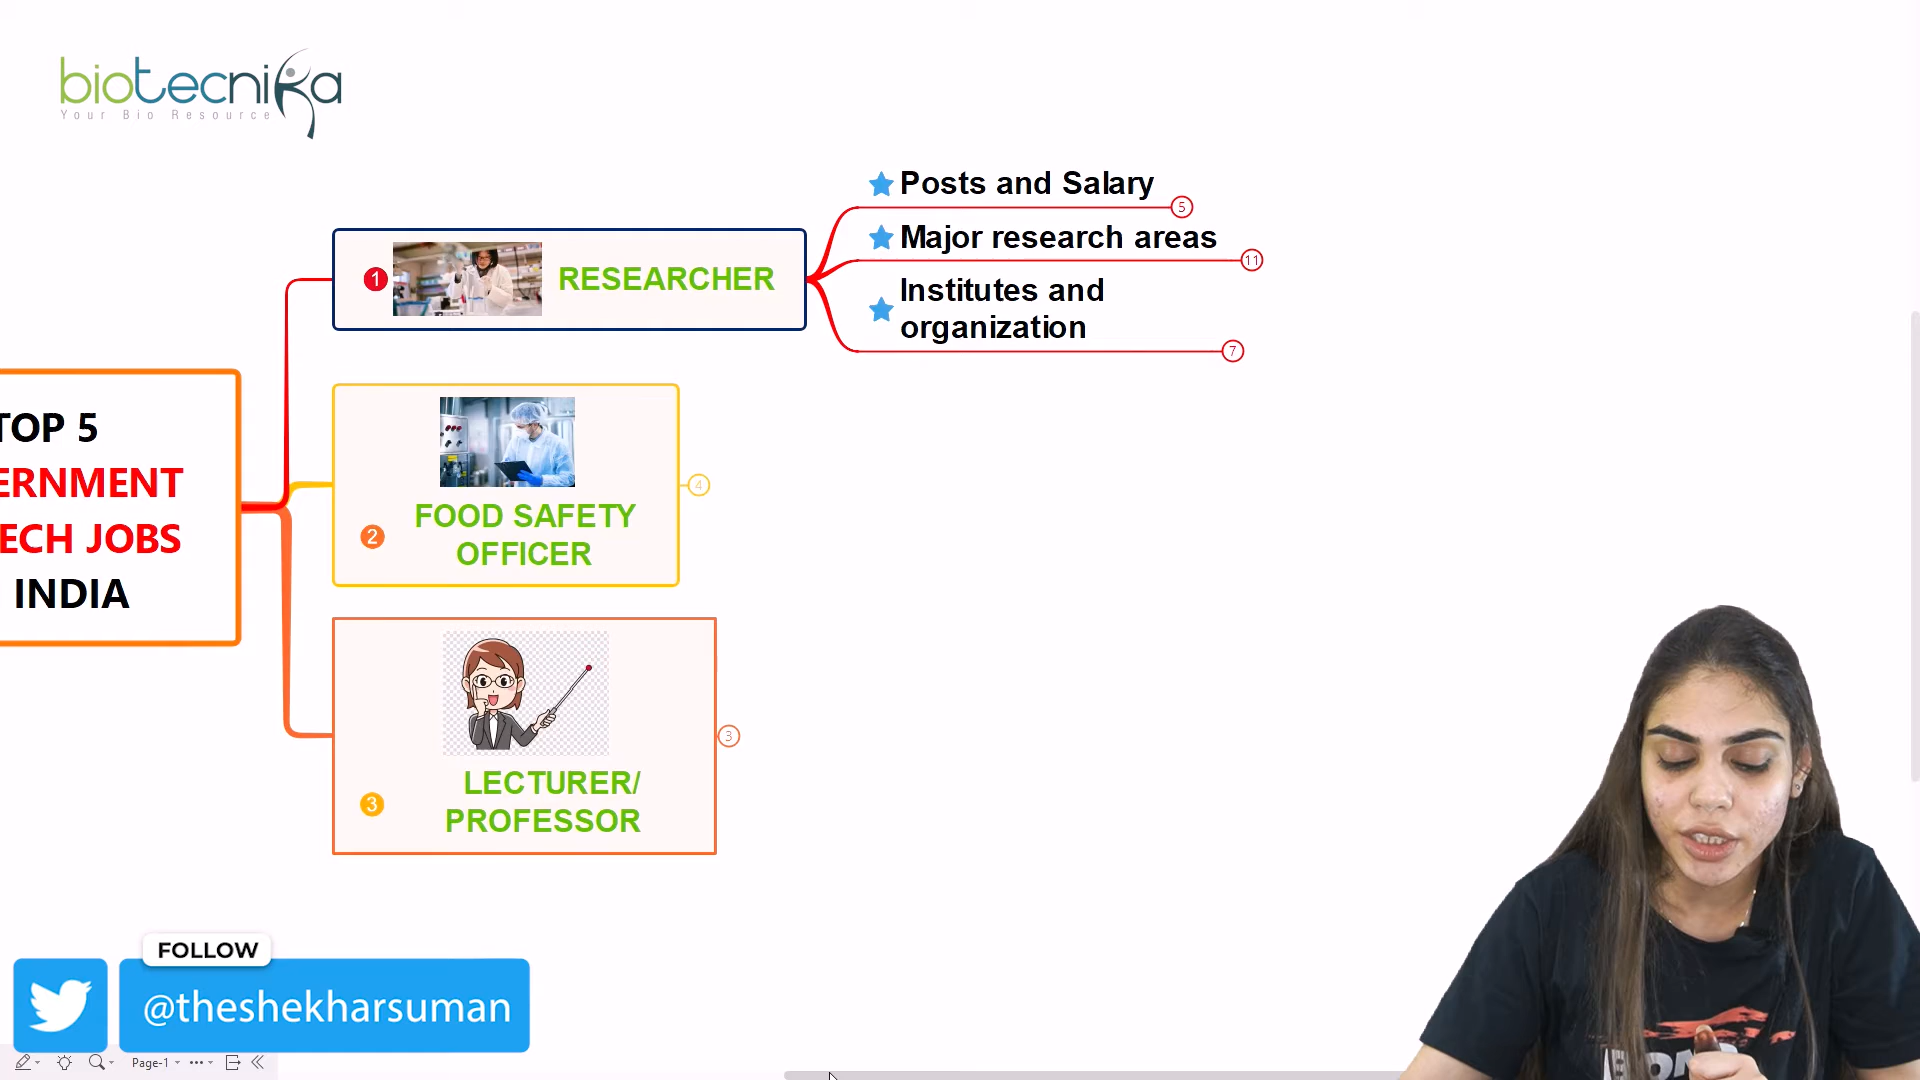 biotecnika
Your Bio Resource
TOP 5
ERNMENT
ECH JOBS
INDIA
1
RESEARCHER
Posts and Salary
5
Major research areas
11
Institutes and
organization
7
4
2
FOOD SAFETY
OFFICER
3
3
LECTURER/
PROFESSOR
FOLLOW
@theshekharsuman
Page-1